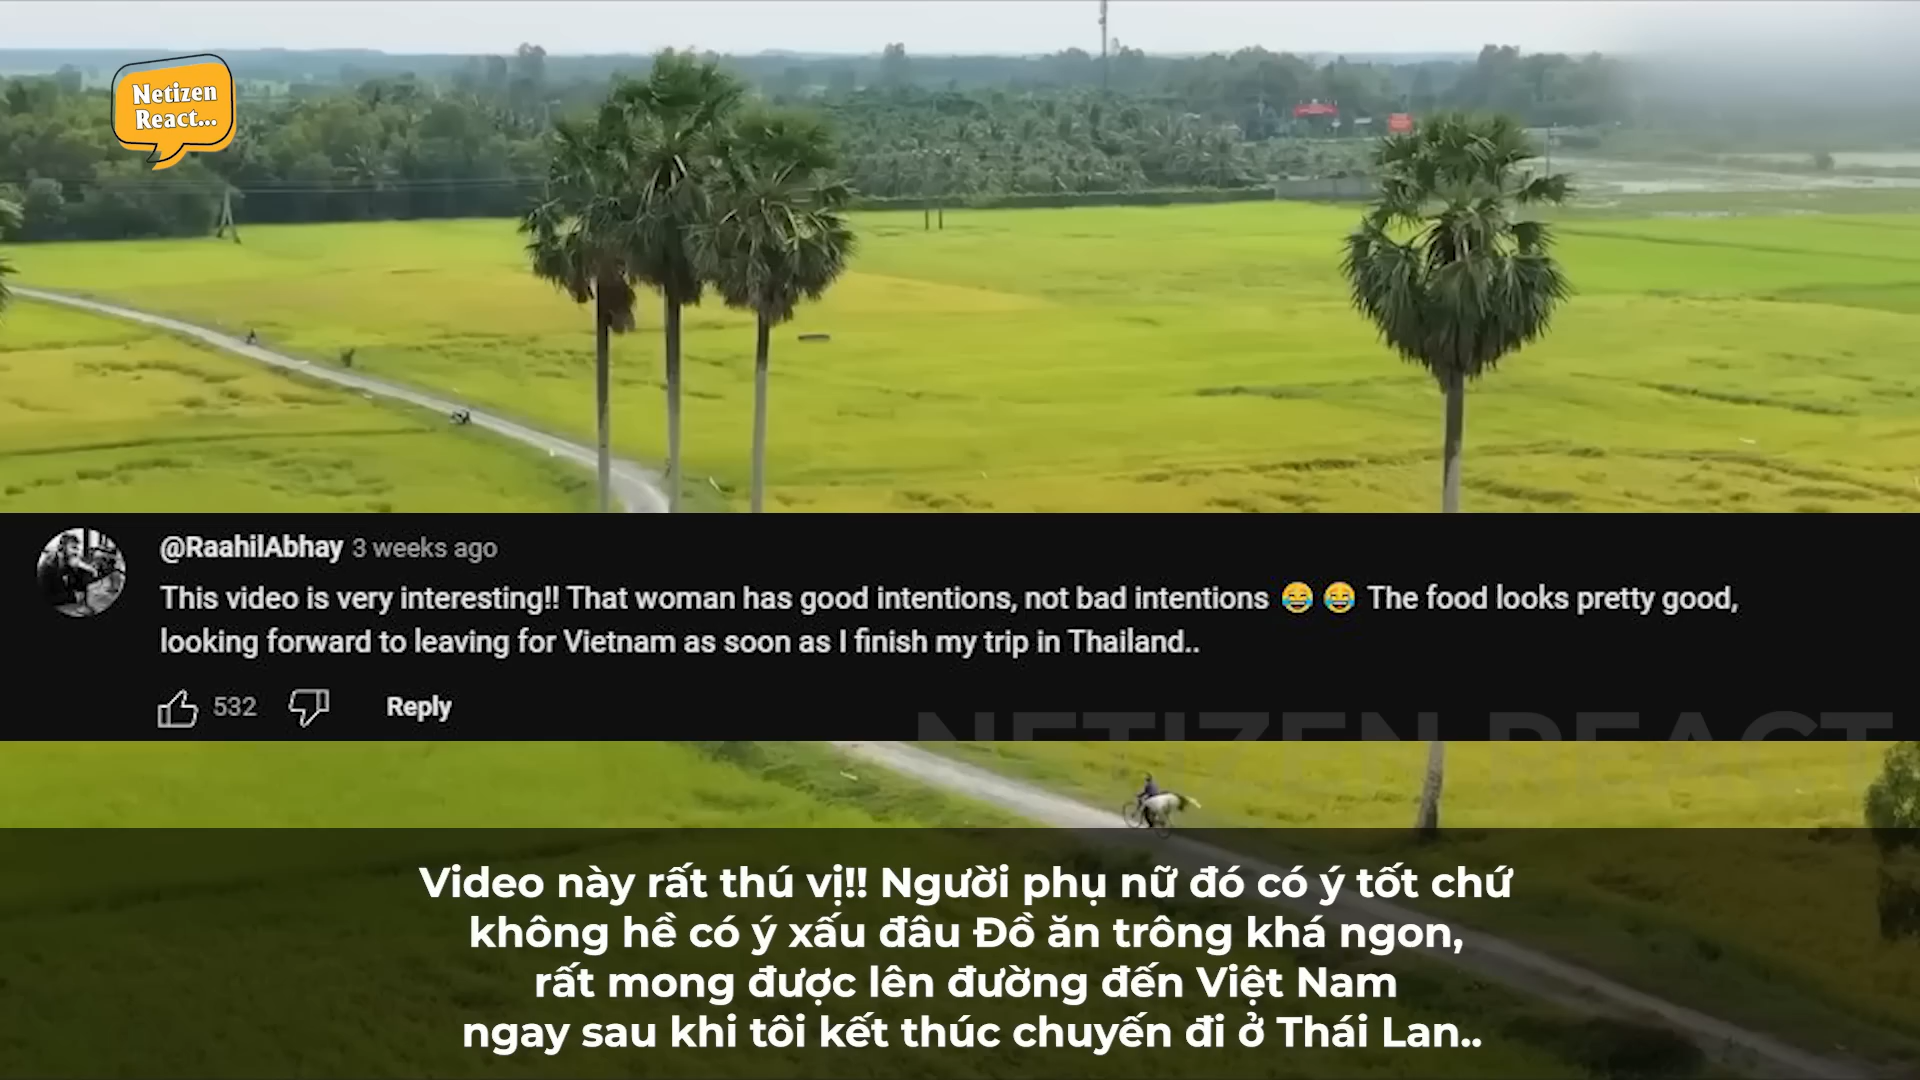 Netizen
React...
@RaahilAbhay 3 weeks ago
This video is very interesting!! That woman has good intentions, not bad intentions 😂 😂 The food looks pretty good,
looking forward to leaving for Vietnam as soon as I finish my trip in Thailand..
532 Reply
NETIZEN REACT
Video này rất thú vị!! Người phụ nữ đó có ý tốt chứ
không hề có ý xấu đâu Đồ ăn trông khá ngon,
rất mong được lên đường đến Việt Nam
ngay sau khi tôi kết thúc chuyến đi ở Thái Lan..